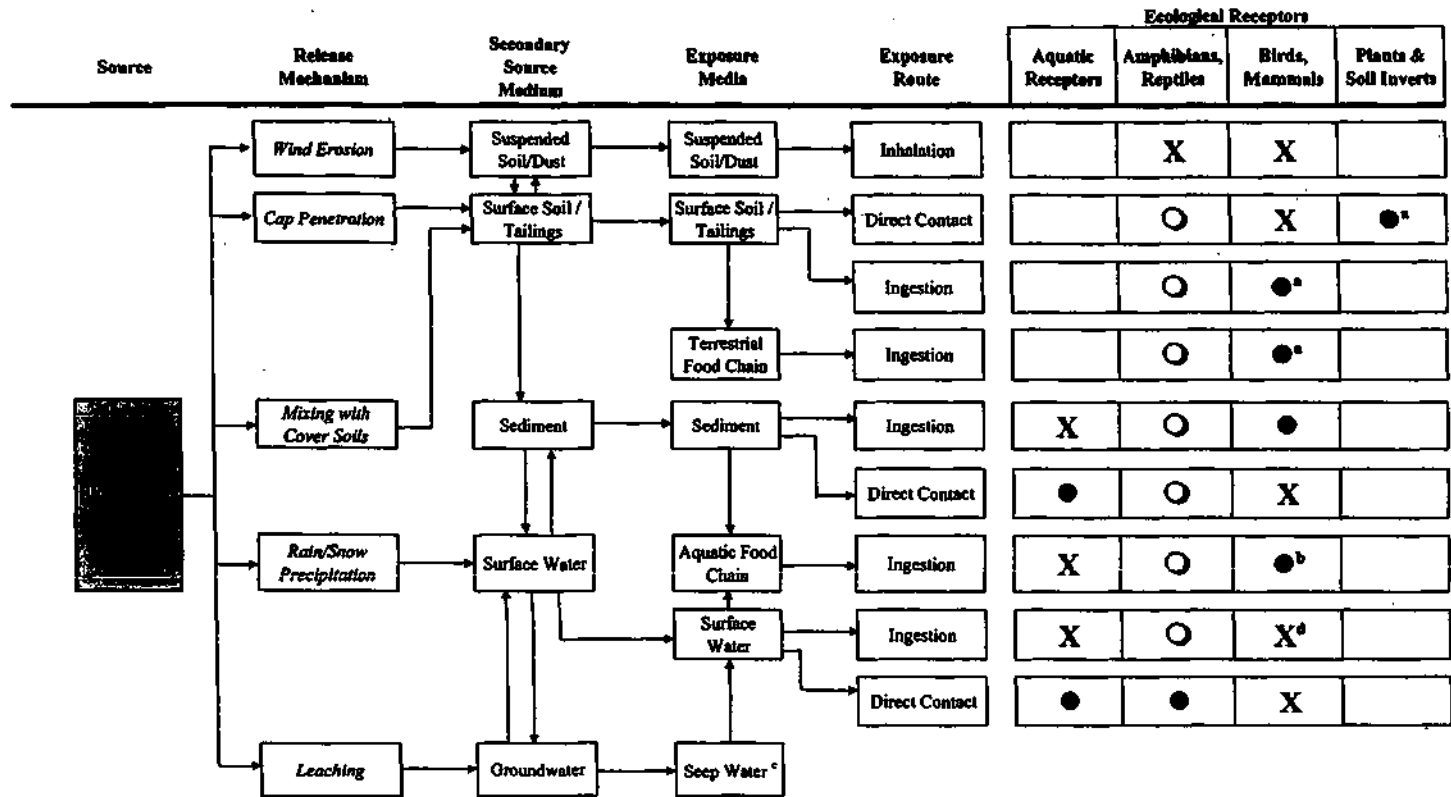 Ecological Receptors
Source
Release
Mechanism
Secondary
Source
Medium
Exposure
Media
Exposure
Route
Aquatic
Receptors
Amphibians,
Reptiles
Birds,
Mammals
Plants &
Soil Inverts
Wind Erosion
Suspended
Soil/Dust
Suspended
Soil/Dust
Inhalation
X
X
Cap Penetration
Surface Soil /
Tailings
Surface Soil /
Tailings
Direct Contact
X
a
Ingestion
a
Terrestrial
Food Chain
Ingestion
a
Mixing with
Cover Soils
Sediment
Sediment
Ingestion
X
Direct Contact
X
Rain/Snow
Precipitation
Surface Water
Aquatic Food
Chain
Ingestion
X
b
Surface
Water
Ingestion
X
X d
Direct Contact
X
Leaching
Groundwater
Seep Water c